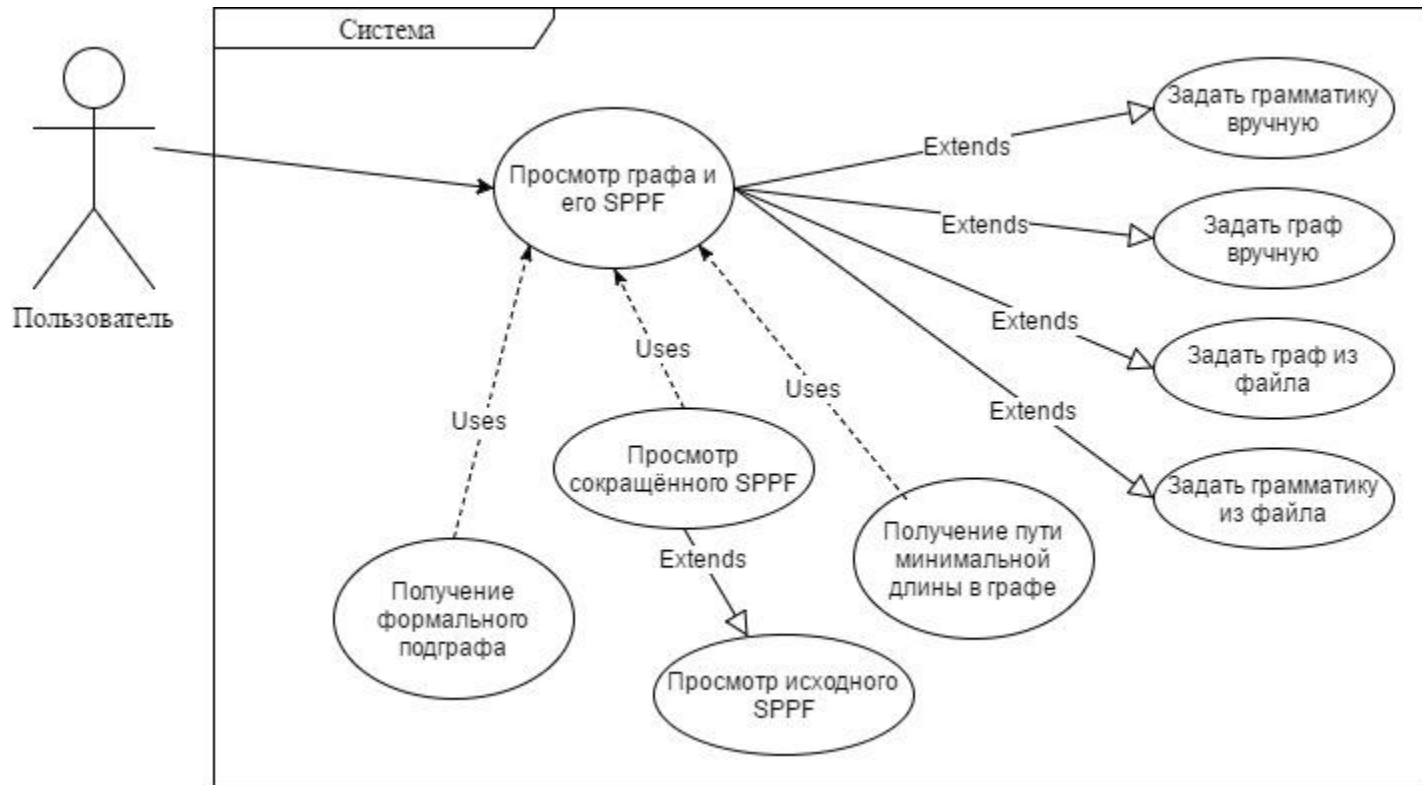 Система
Задать грамматику
вручную
Extends
Просмотр графа и
его SPPF
Extends
Задать граф
вручную
Пользователь
Extends
Uses
Задать граф из
файла
Uses
Extends
Uses
Просмотр
сокращённого SPPF
Задать грамматику
из файла
Получение пути
минимальной
длины в графе
Extends
Получение
формального
подграфа
Просмотр исходного
SPPF